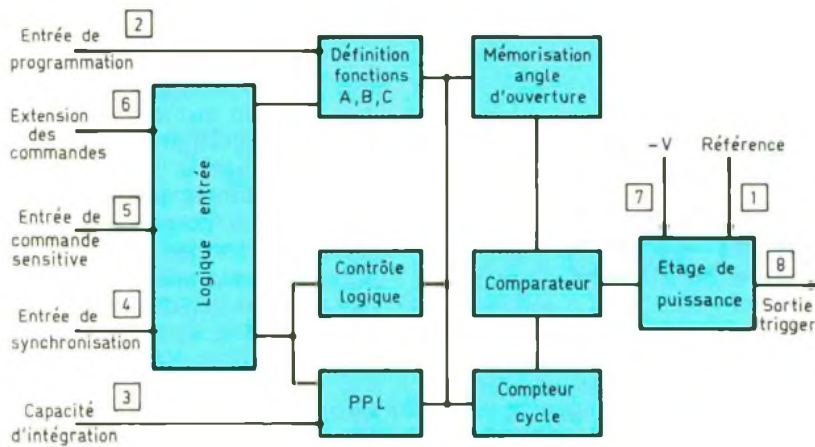 2
Entrée de
programmation
6
Extension
des
commandes
5
Entrée de
commande
sensitive
4
Entrée de
synchronisation
3
Capacité
d'intégration
Logique entrée
Définition
fonctions
A,B,C
Mémorisation
angle
d'ouverture
Contrôle
logique
Comparateur
PPL
Compteur
cycle
-V
Référence
7
1
Etage de
puissance
8
Sortie
trigger